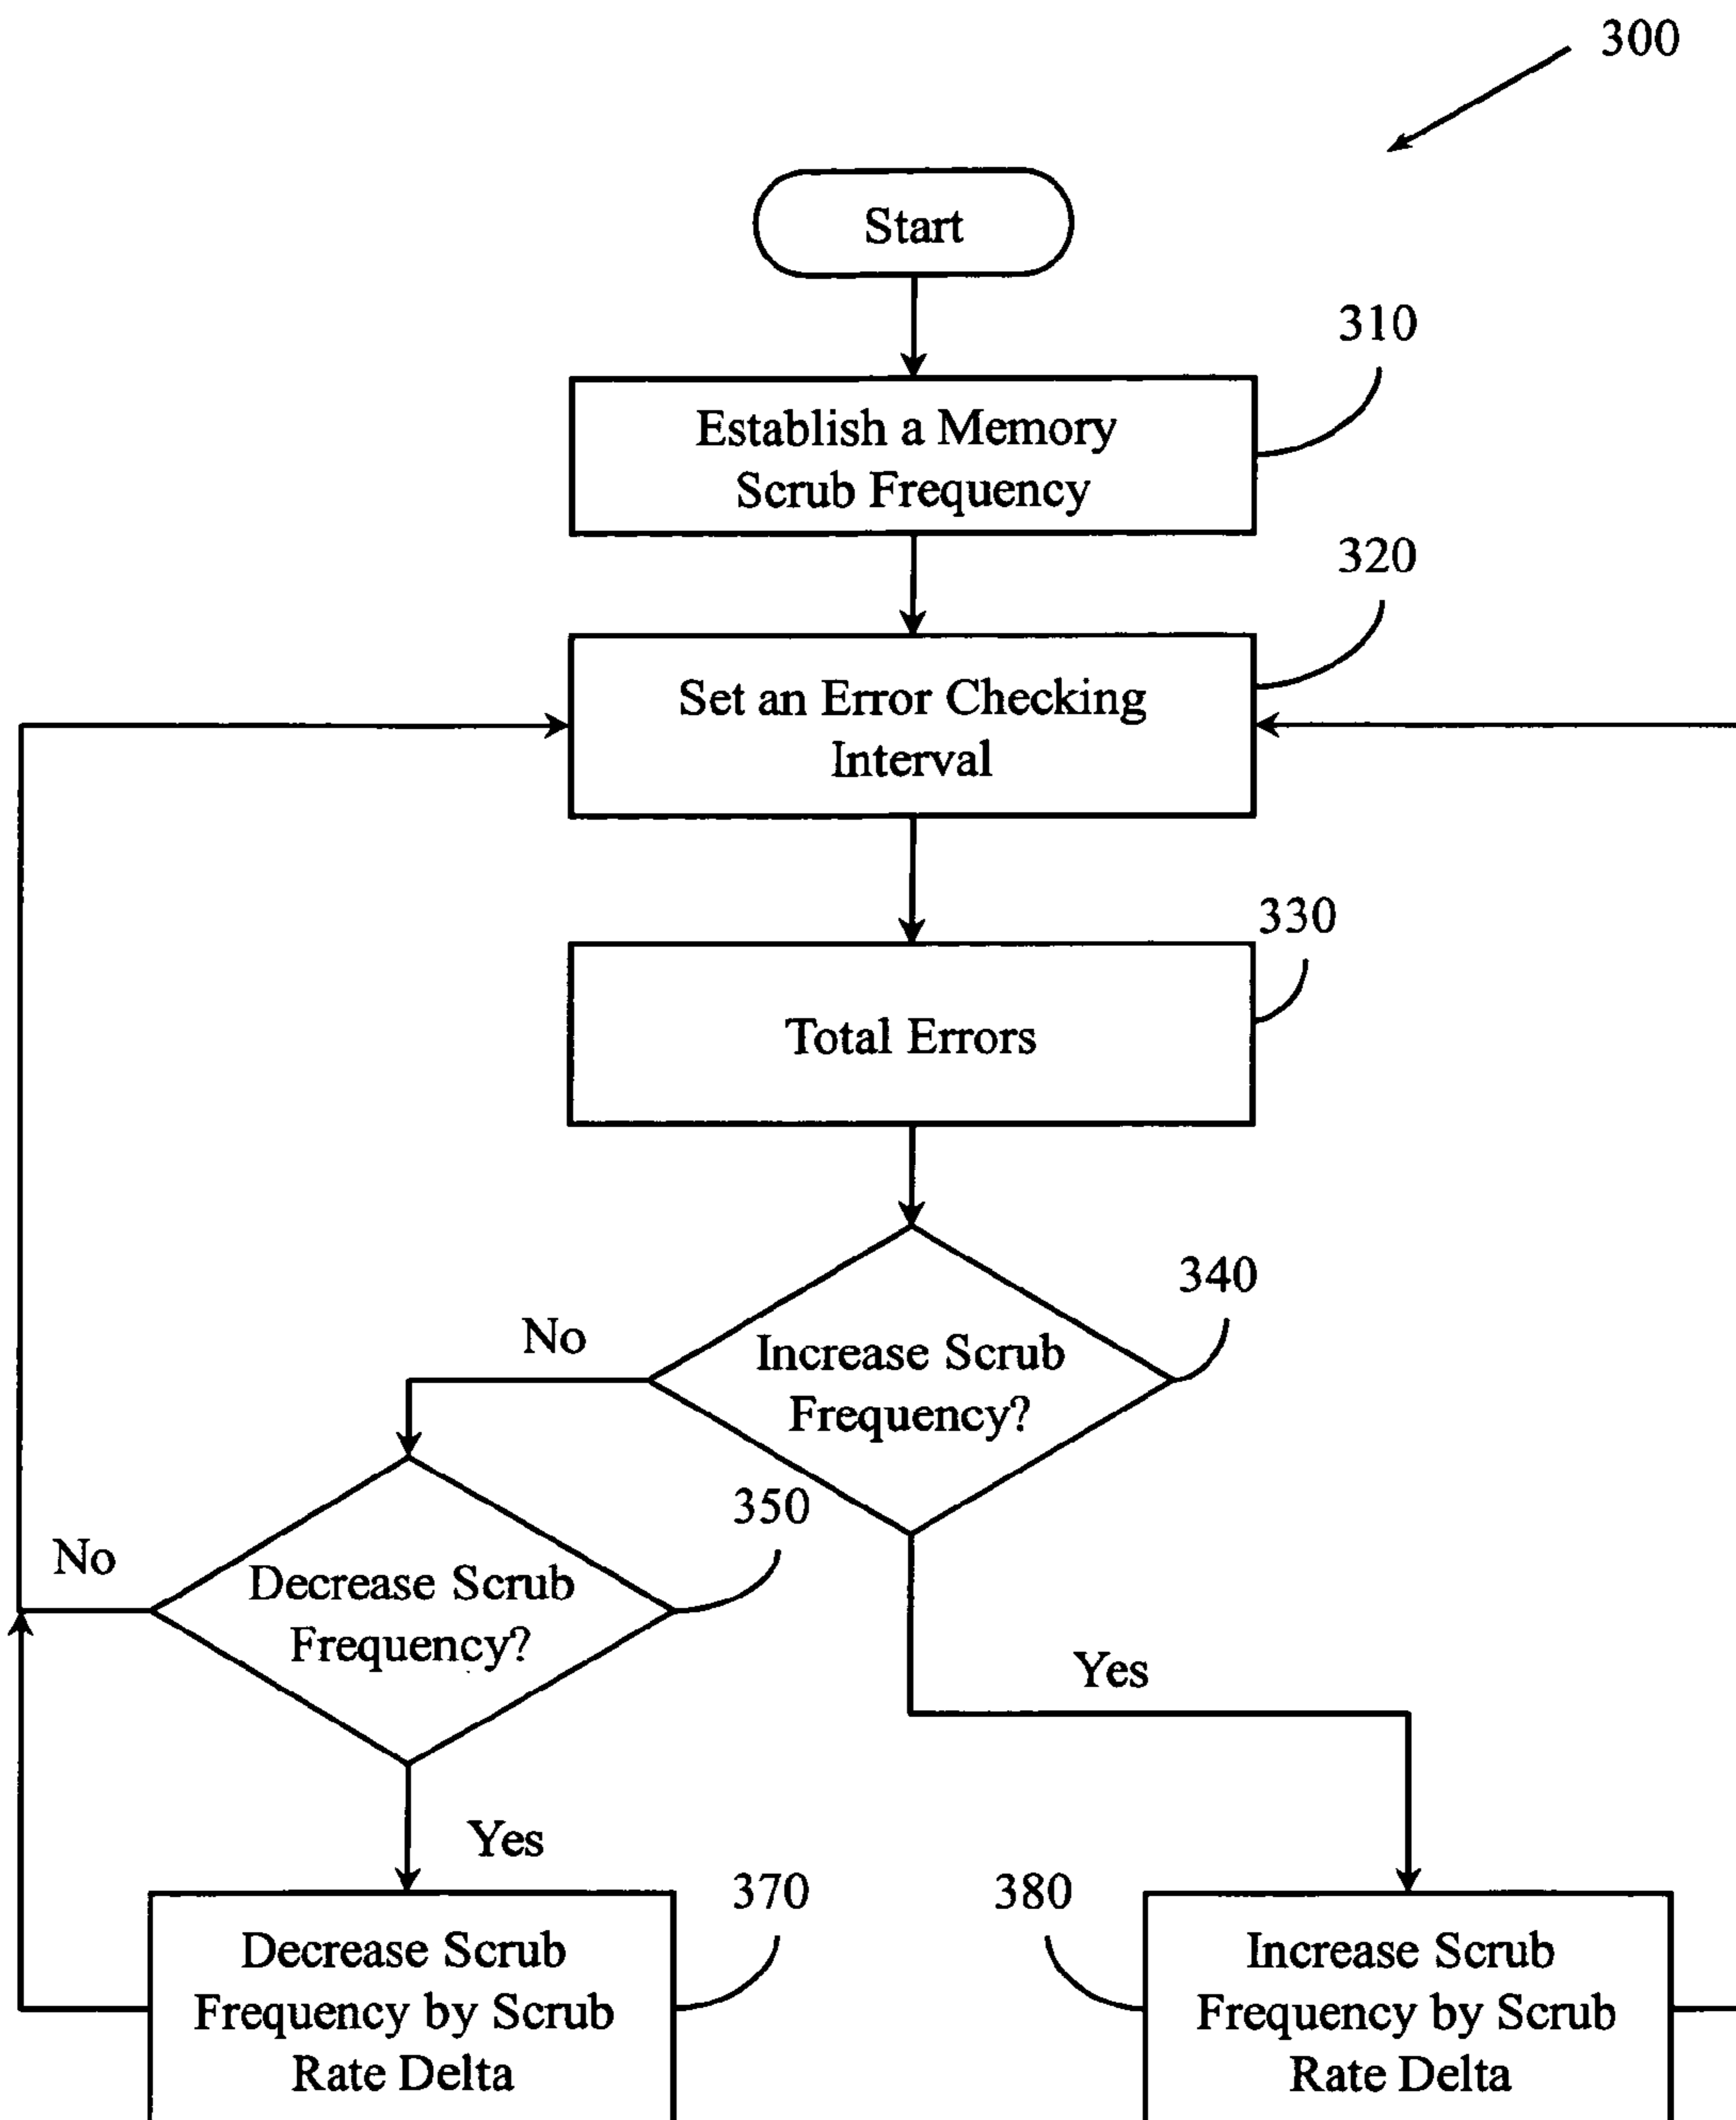 300
Start
310
Establish a Memory
Scrub Frequency
320
Set an Error Checking
Interval
330
Total Errors
340
No
Increase Scrub
Frequency?
350
No
Decrease Scrub
Frequency?
Yes
Yes
370
380
Decrease Scrub
Frequency by Scrub
Rate Delta
Increase Scrub
Frequency by Scrub
Rate Delta